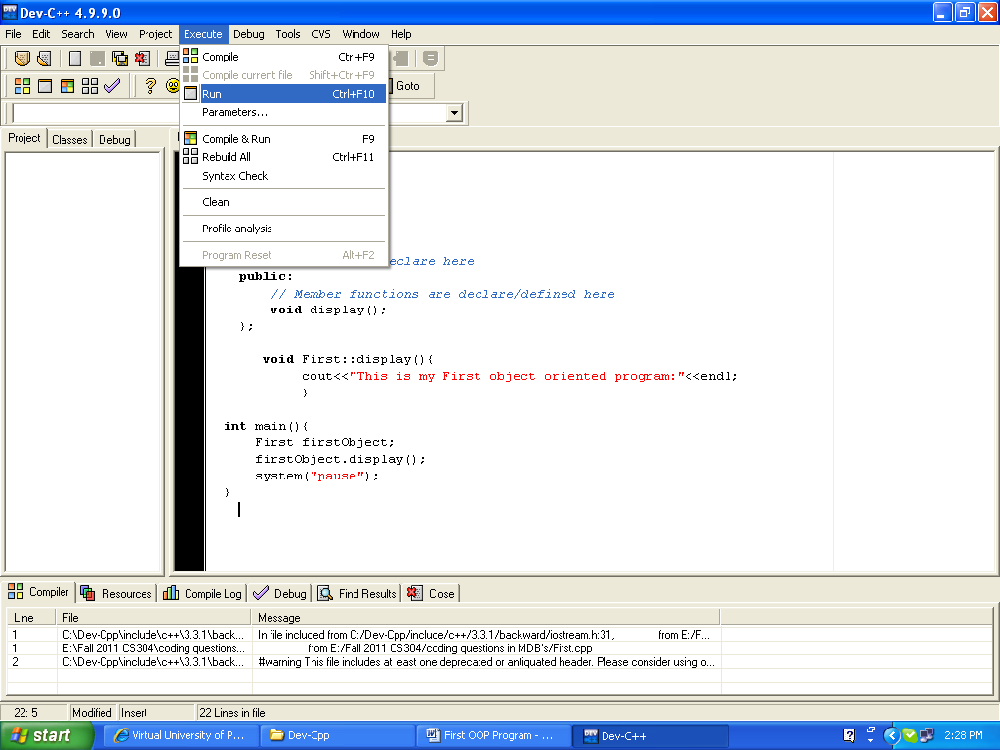 Dev-C++ 4.9.9.0
File Edit Search View Project Execute Debug Tools CVS Window Help
Compile Ctrl+F9
Compile current file Shift+Ctrl+F9
Run Ctrl+F10
Parameters...
Compile & Run F9
Rebuild All Ctrl+F11
Syntax Check
Clean
Profile analysis
Program Reset Alt+F2
Goto
Project Classes Debug
eclare here
public:
// Member functions are declare/defined here
void display();
};
void First::display(){
cout<<"This is my First object oriented program:"<<endl;
}
int main(){
First firstObject;
firstObject.display();
system("pause");
}
Compiler Resources Compile Log Debug Find Results Close
Line File Message
1 C:\Dev-Cpp\include\c++\3.3.1\back... In file included from C:/Dev-Cpp/include/c++/3.3.1/backward/iostream.h:31, from E:/F...
1 E:\Fall 2011 CS304\coding questions... from E:/Fall 2011 CS304/coding questions in MDB's/First.cpp
2 C:\Dev-Cpp\include\c++\3.3.1\back... #warning This file includes at least one deprecated or antiquated header. Please consider using o...
22: 5 Modified Insert 22 Lines in file
start Virtual University of P... Dev-Cpp First OOP Program - ... Dev-C++ 2:28 PM